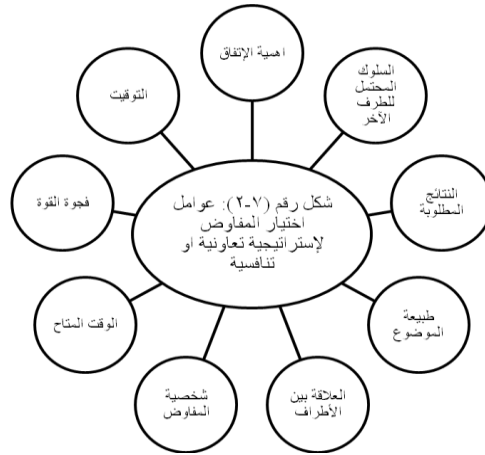 اهمية الإتفاق
السلوك
المحتمل
للطرف
الآخر
النتائج
المطلوبة
طبيعة
الموضوع
العلاقة بين
الأطراف
شخصية
المفاوض
الوقت المتاح
فجوة القوة
التوقيت
شكل رقم (٧-٢): عوامل
اختيار المفاوض
لإستراتيجية تعاونية او
تنافسية